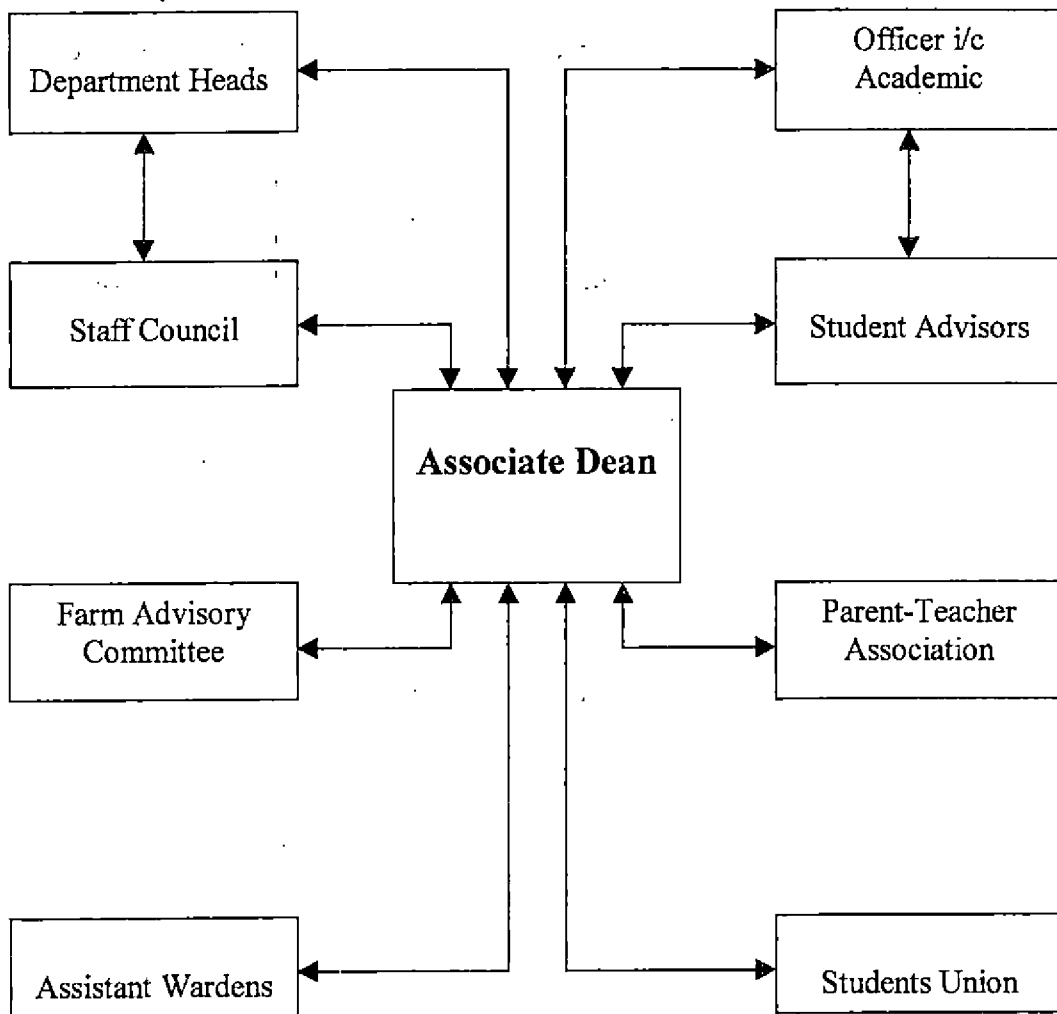 Department Heads
Officer i/c
Academic
Staff Council
Student Advisors
Associate Dean
Farm Advisory
Committee
Parent-Teacher
Association
Assistant Wardens
Students Union